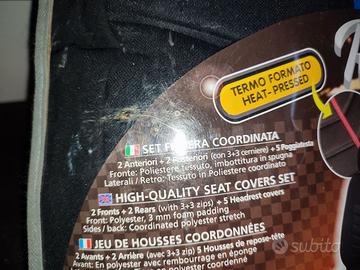 TERMO FORMATO
HEAT-PRESSED
SET FODERA COORDINATA
2 Anteriori + 2 Posteriori (con 3+3 cerniere) + 5 Poggiatesta
Fronte: Poliestere tessuto, imbottitura in spugna
Laterali / Retro: Tessuto in Poliestere coordinato
HIGH-QUALITY SEAT COVERS SET
2 Fronts + 2 Rears (with 3+3 zips) + 5 Headrest covers
Front: Polyester, 3 mm foam padding
Sides / back: Coordinated polyester stretch
JEU DE HOUSSES COORDONNÉES
2 Avants + 2 Arrière (avec 3+3 zip) 5 Housses de repose-tête
Avant: En polyester avec rembourrage en éponge
subito